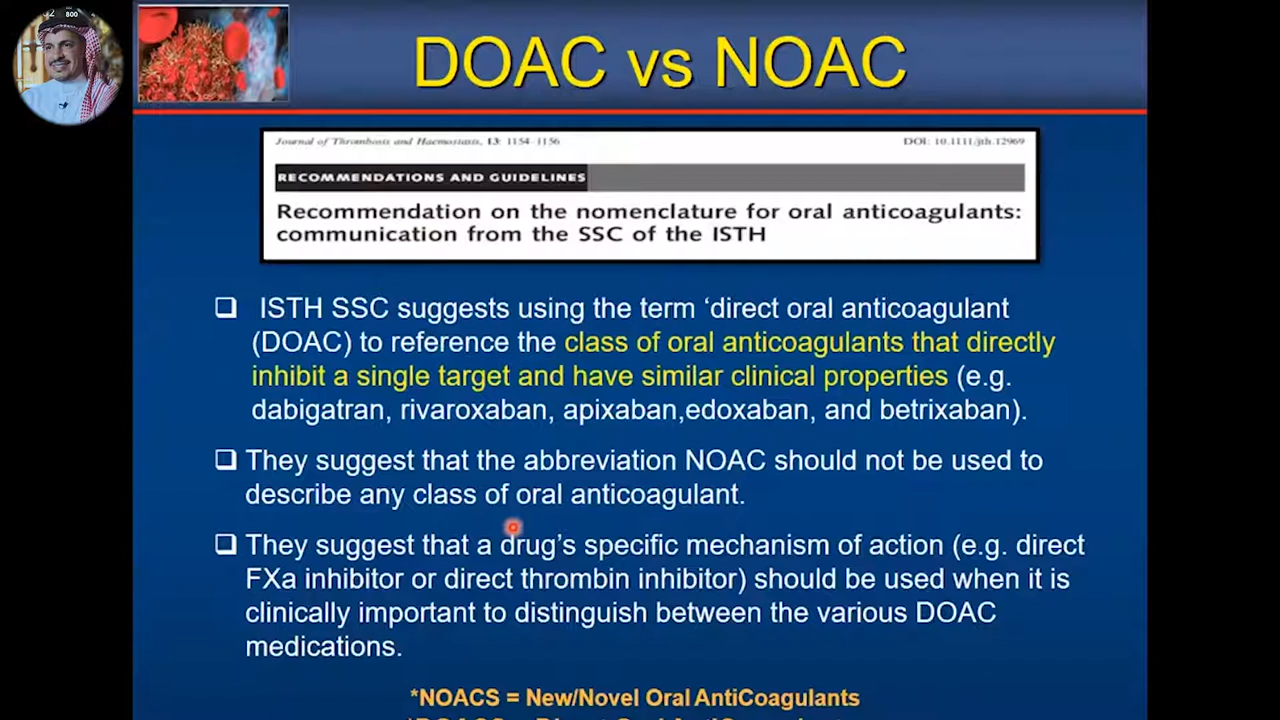 800
DOAC vs NOAC
Journal of Thrombosis and Haemostasis, 13: 1154–1156
DOI: 10.1111/jth.12969
RECOMMENDATIONS AND GUIDELINES
Recommendation on the nomenclature for oral anticoagulants:
communication from the SSC of the ISTH
❑ ISTH SSC suggests using the term ‘direct oral anticoagulant
(DOAC) to reference the class of oral anticoagulants that directly
inhibit a single target and have similar clinical properties (e.g.
dabigatran, rivaroxaban, apixaban,edoxaban, and betrixaban).
❑ They suggest that the abbreviation NOAC should not be used to
describe any class of oral anticoagulant.
❑ They suggest that a drug’s specific mechanism of action (e.g. direct
FXa inhibitor or direct thrombin inhibitor) should be used when it is
clinically important to distinguish between the various DOAC
medications.
*NOACS = New/Novel Oral AntiCoagulants